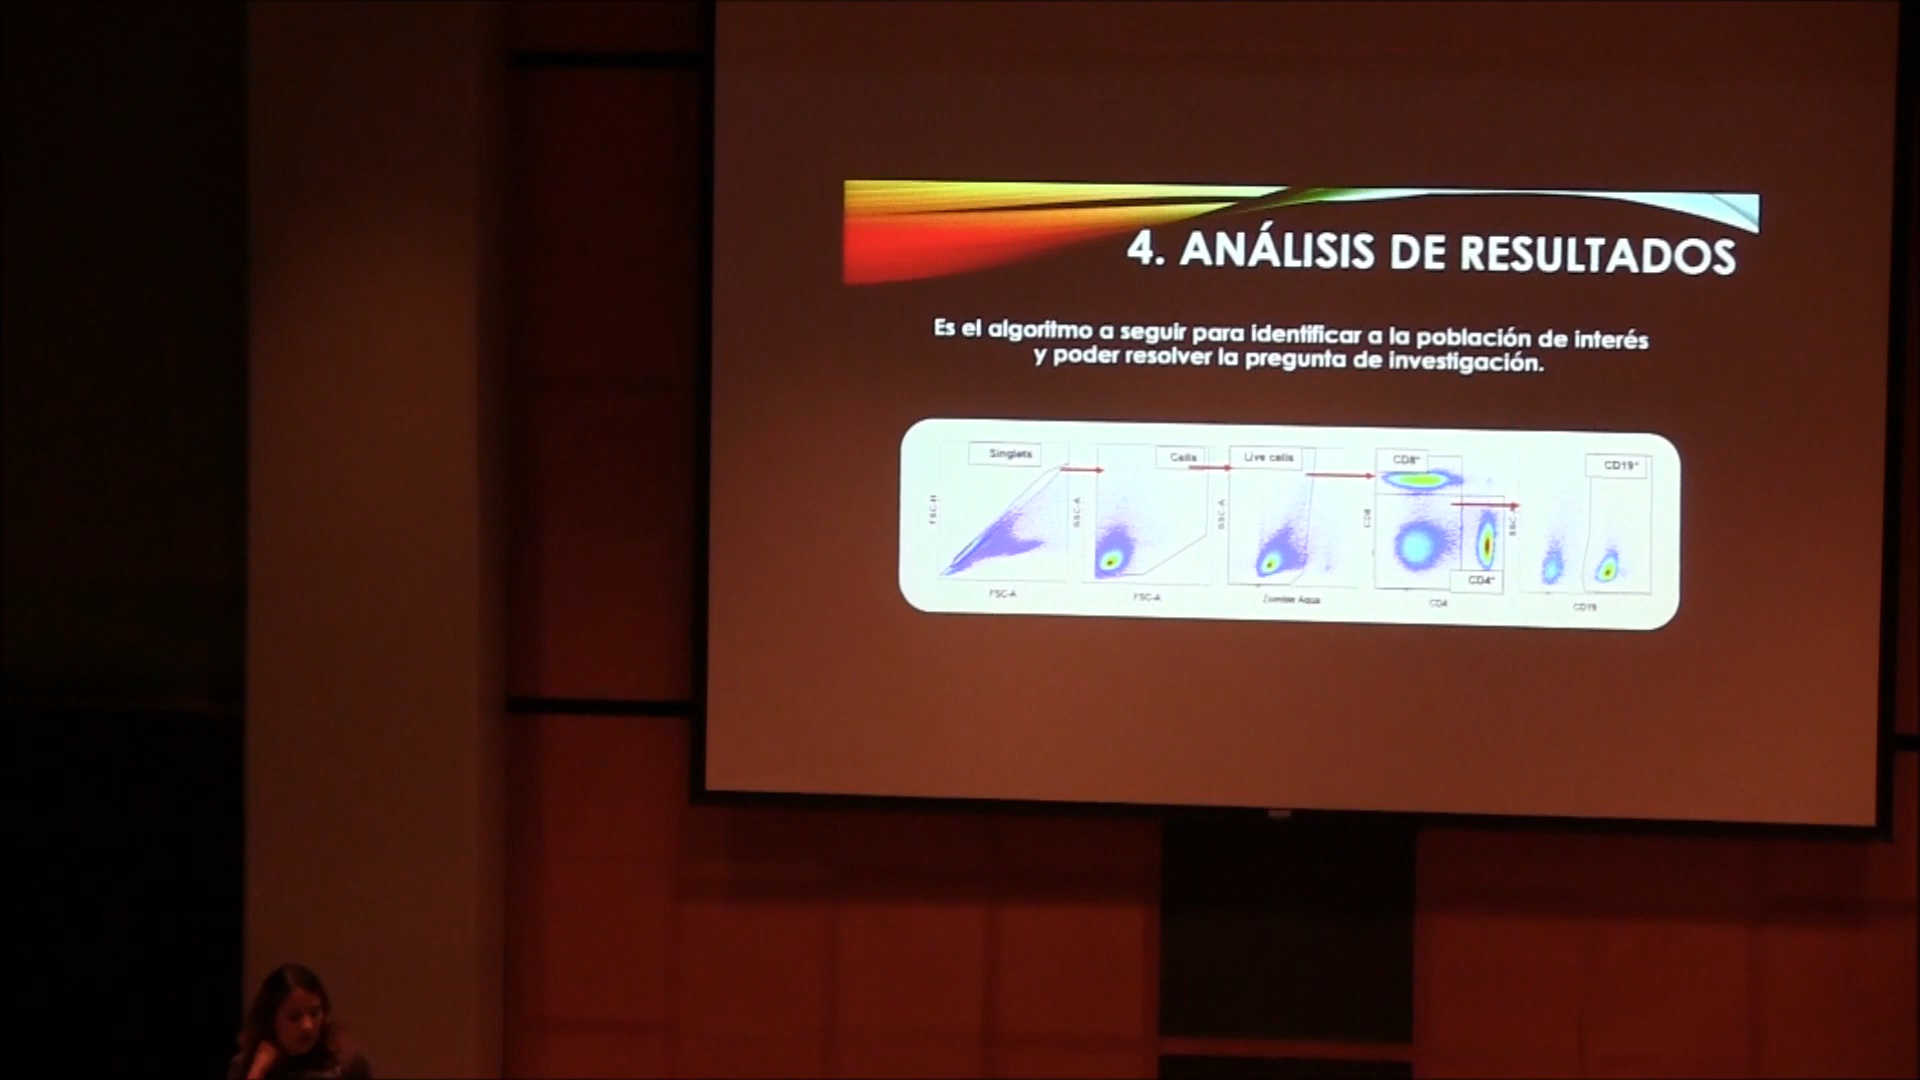 4. ANÁLISIS DE RESULTADOS
Es el algoritmo a seguir para identificar a la población de interés
y poder resolver la pregunta de investigación.
Singlets
Cells
Live cells
CD8⁺
CD19⁺
FSC-H
SSC-A
SSC-A
CD8
SSC-A
CD4⁺
FSC-A
FSC-A
Zombie Aqua
CD4
CD19